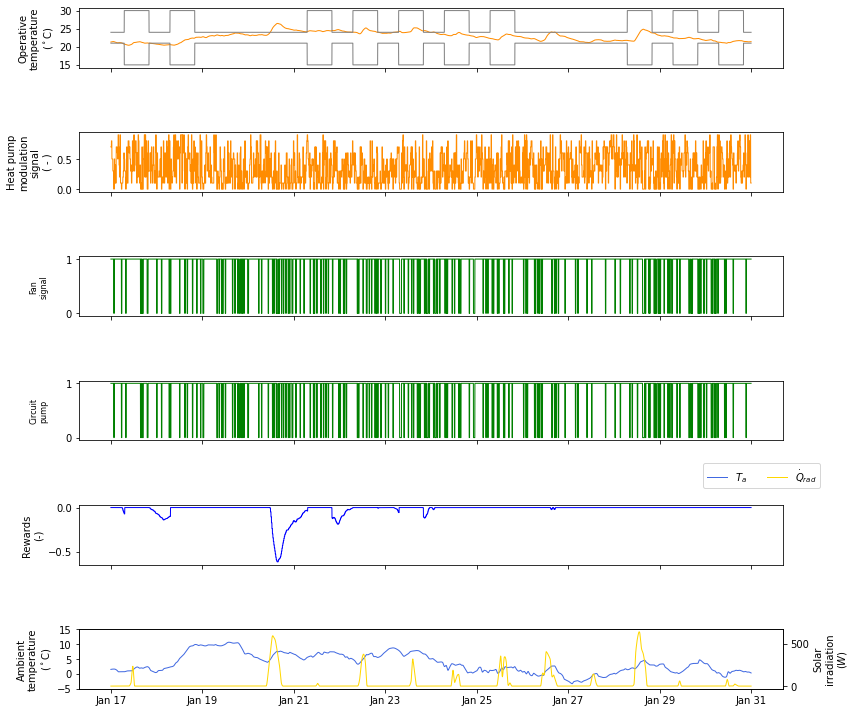 Operative
temperature
(°C)
30
25
20
15
Heat pump
modulation
signal
( - )
0.5
0.0
Fan
signal
1
0
Circuit
pump
1
0
T_a
Q̇_rad
Rewards
(-)
0.0
−0.5
Ambient
temperature
(°C)
15
10
5
0
−5
500
0
Solar
irradiation
(W)
Jan 17
Jan 19
Jan 21
Jan 23
Jan 25
Jan 27
Jan 29
Jan 31